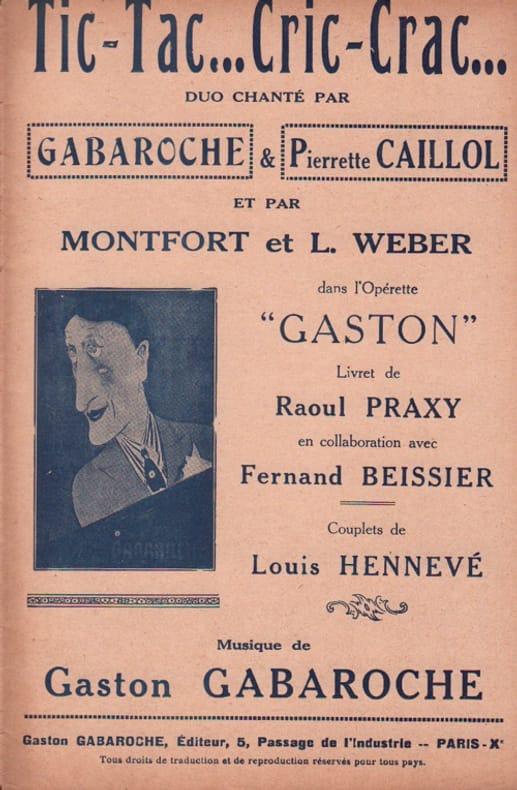 Tic-Tac...Cric-Crac...
DUO CHANTÉ PAR
GABAROCHE & Pierrette CAILLOL
ET PAR
MONTFORT et L. WEBER
dans l'Opérette
“GASTON”
Livret de
Raoul PRAXY
en collaboration avec
Fernand BEISSIER
Couplets de
Louis HENNEVÉ
GABAROCHE
Musique de
Gaston GABAROCHE
Gaston GABAROCHE, Éditeur, 5, Passage de l'Industrie -- PARIS-Xᵉ
Tous droits de traduction et de reproduction réservés pour tous pays.